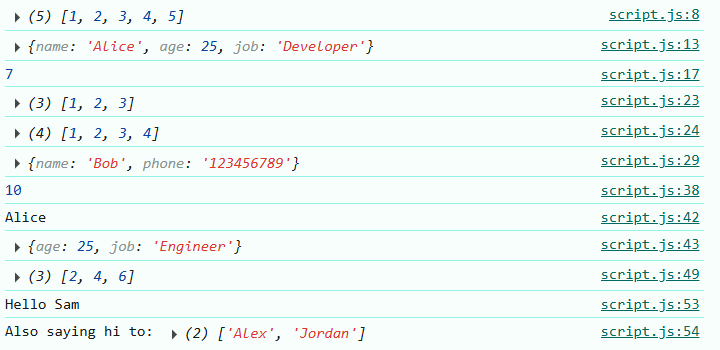 ▶ (5) [1, 2, 3, 4, 5] script.js:8
▶ {name: 'Alice', age: 25, job: 'Developer'} script.js:13
7 script.js:17
▶ (3) [1, 2, 3] script.js:23
▶ (4) [1, 2, 3, 4] script.js:24
▶ {name: 'Bob', phone: '123456789'} script.js:29
10 script.js:38
Alice script.js:42
▶ {age: 25, job: 'Engineer'} script.js:43
▶ (3) [2, 4, 6] script.js:49
Hello Sam script.js:53
Also saying hi to: ▶ (2) ['Alex', 'Jordan'] script.js:54